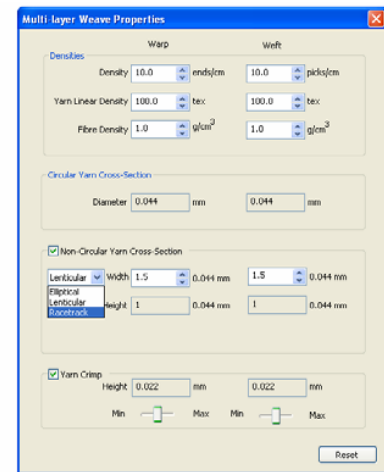 Multi-layer Weave Properties
Warp Weft
Densities
Density 10.0 ends/cm 10.0 picks/cm
Yarn Linear Density 100.0 tex 100.0 tex
Fibre Density 1.0 g/cm³ 1.0 g/cm³
Circular Yarn Cross-Section
Diameter 0.044 mm 0.044 mm
Non-Circular Yarn Cross-Section
Lenticular Width 1.5 0.044 mm 1.5 0.044 mm
Elliptical
Lenticular Height 1 0.044 mm 1 0.044 mm
Racetrack
Yarn Crimp
Height 0.022 mm 0.022 mm
Min Max Min Max
Reset